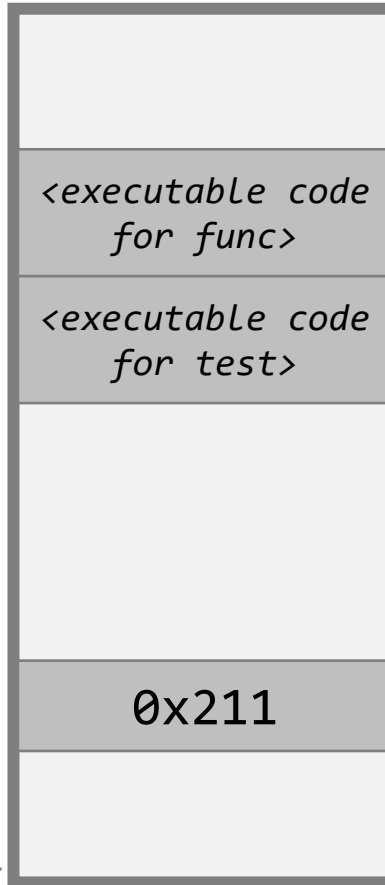 <executable code
for func>
<executable code
for test>
0x211